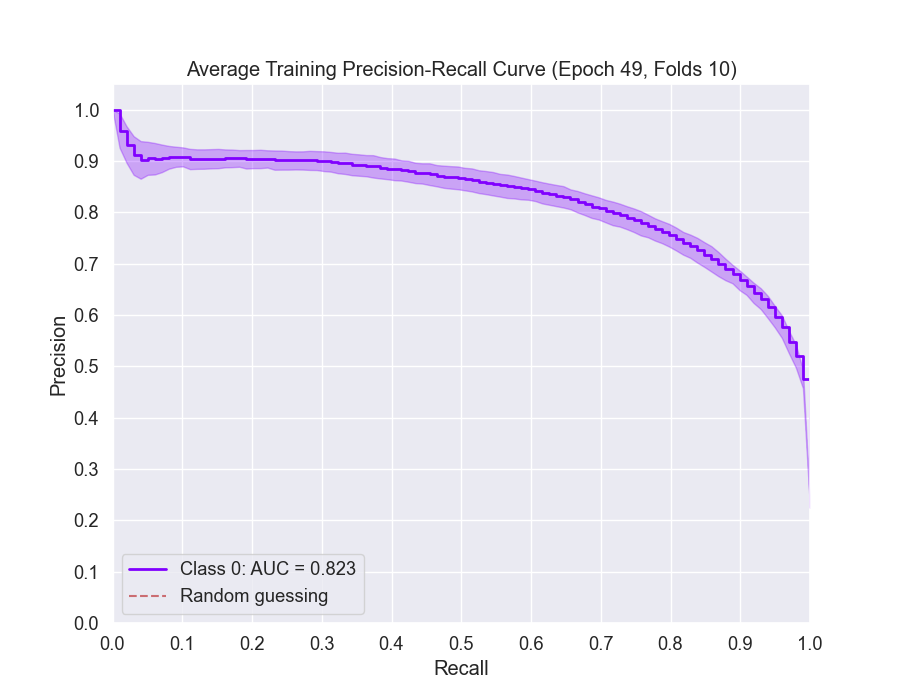 Average Training Precision-Recall Curve (Epoch 49, Folds 10)
1.0
0.9
0.8
0.7
0.6
0.5
0.4
0.3
0.2
0.1
0.0
Precision
Class 0: AUC = 0.823
Random guessing
0.0 0.1 0.2 0.3 0.4 0.5 0.6 0.7 0.8 0.9 1.0
Recall